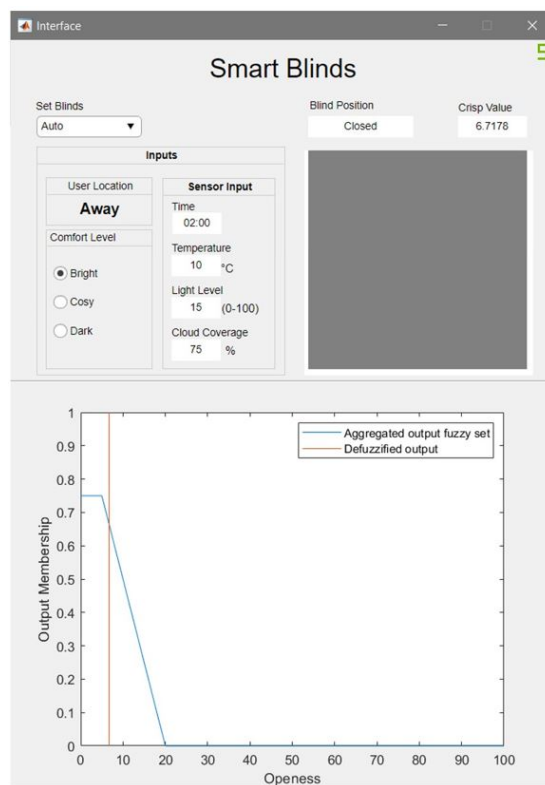 Interface
Smart Blinds
Set Blinds
Auto
Blind Position
Closed
Crisp Value
6.7178
Inputs
User Location
Away
Comfort Level
Bright
Cosy
Dark
Sensor Input
Time
02:00
Temperature
10 °C
Light Level
15 (0-100)
Cloud Coverage
75 %
Aggregated output fuzzy set
Defuzzified output
Output Membership
1
0.9
0.8
0.7
0.6
0.5
0.4
0.3
0.2
0.1
0
0 10 20 30 40 50 60 70 80 90 100
Openess